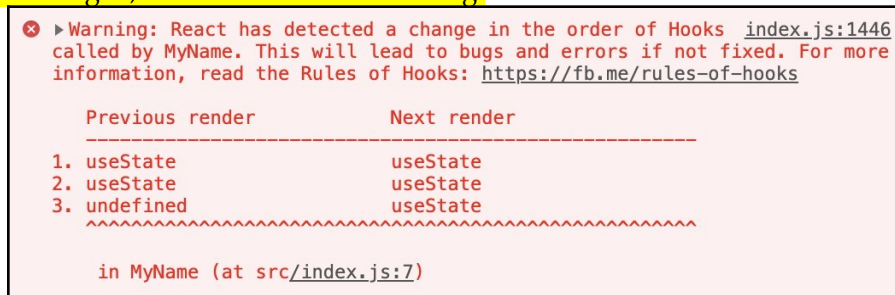 Warning: React has detected a change in the order of Hooks index.js:1446
called by MyName. This will lead to bugs and errors if not fixed. For more
information, read the Rules of Hooks: https://fb.me/rules-of-hooks
Previous render Next render
------------------------------------------------------
1. useState useState
2. useState useState
3. undefined useState
^^^^^^^^^^^^^^^^^^^^^^^^^^^^^^^^^^^^^^^^^^^^^^^^^^^^^^
in MyName (at src/index.js:7)